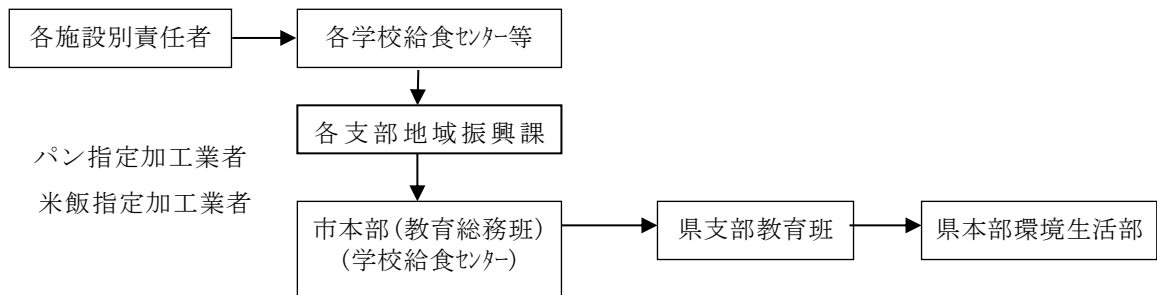 各施設別責任者
各学校給食ｾﾝﾀｰ等
各支部地域振興課
パン指定加工業者
米飯指定加工業者
市本部（教育総務班）
（学校給食ｾﾝﾀｰ）
県支部教育班
県本部環境生活部